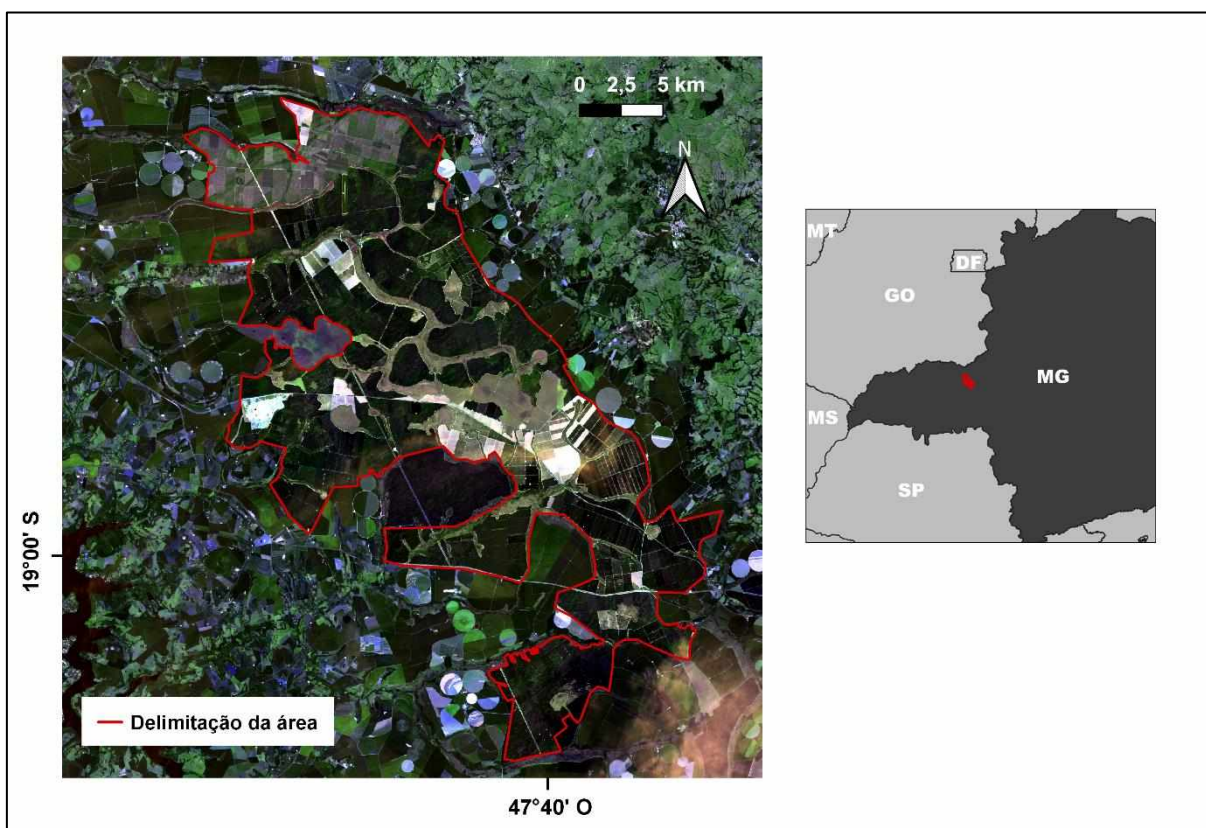 0 2,5 5 km
N
MT
DF
GO
MG
MS
SP
19°00' S
Delimitação da área
47°40' O